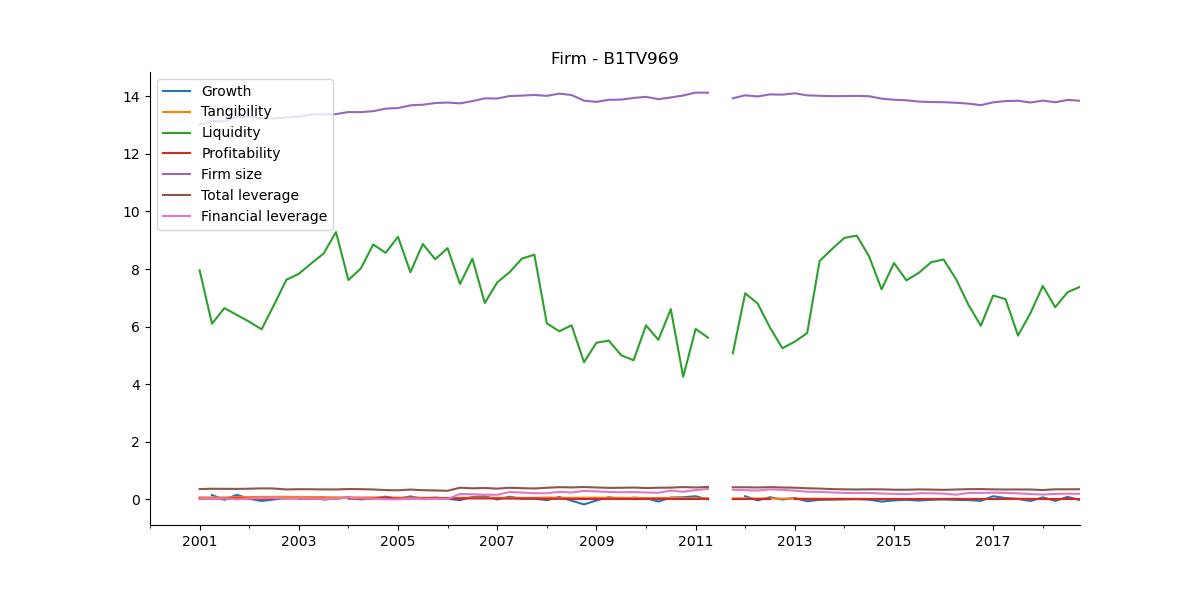 Firm - B1TV969
Growth
Tangibility
Liquidity
Profitability
Firm size
Total leverage
Financial leverage
14
12
10
8
6
4
2
0
2001 2003 2005 2007 2009 2011 2013 2015 2017